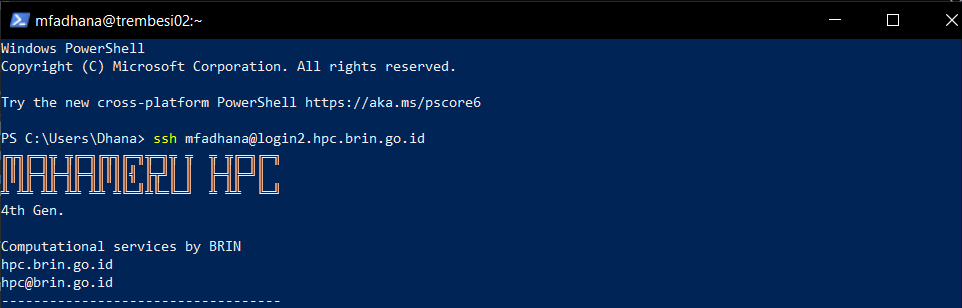 mfadhana@trembesi02:~
Windows PowerShell
Copyright (C) Microsoft Corporation. All rights reserved.
Try the new cross-platform PowerShell https://aka.ms/pscore6
PS C:\Users\Dhana> ssh mfadhana@login2.hpc.brin.go.id
MAHAMERU HPC
4th Gen.
Computational services by BRIN
hpc.brin.go.id
hpc@brin.go.id
-----------------------------------